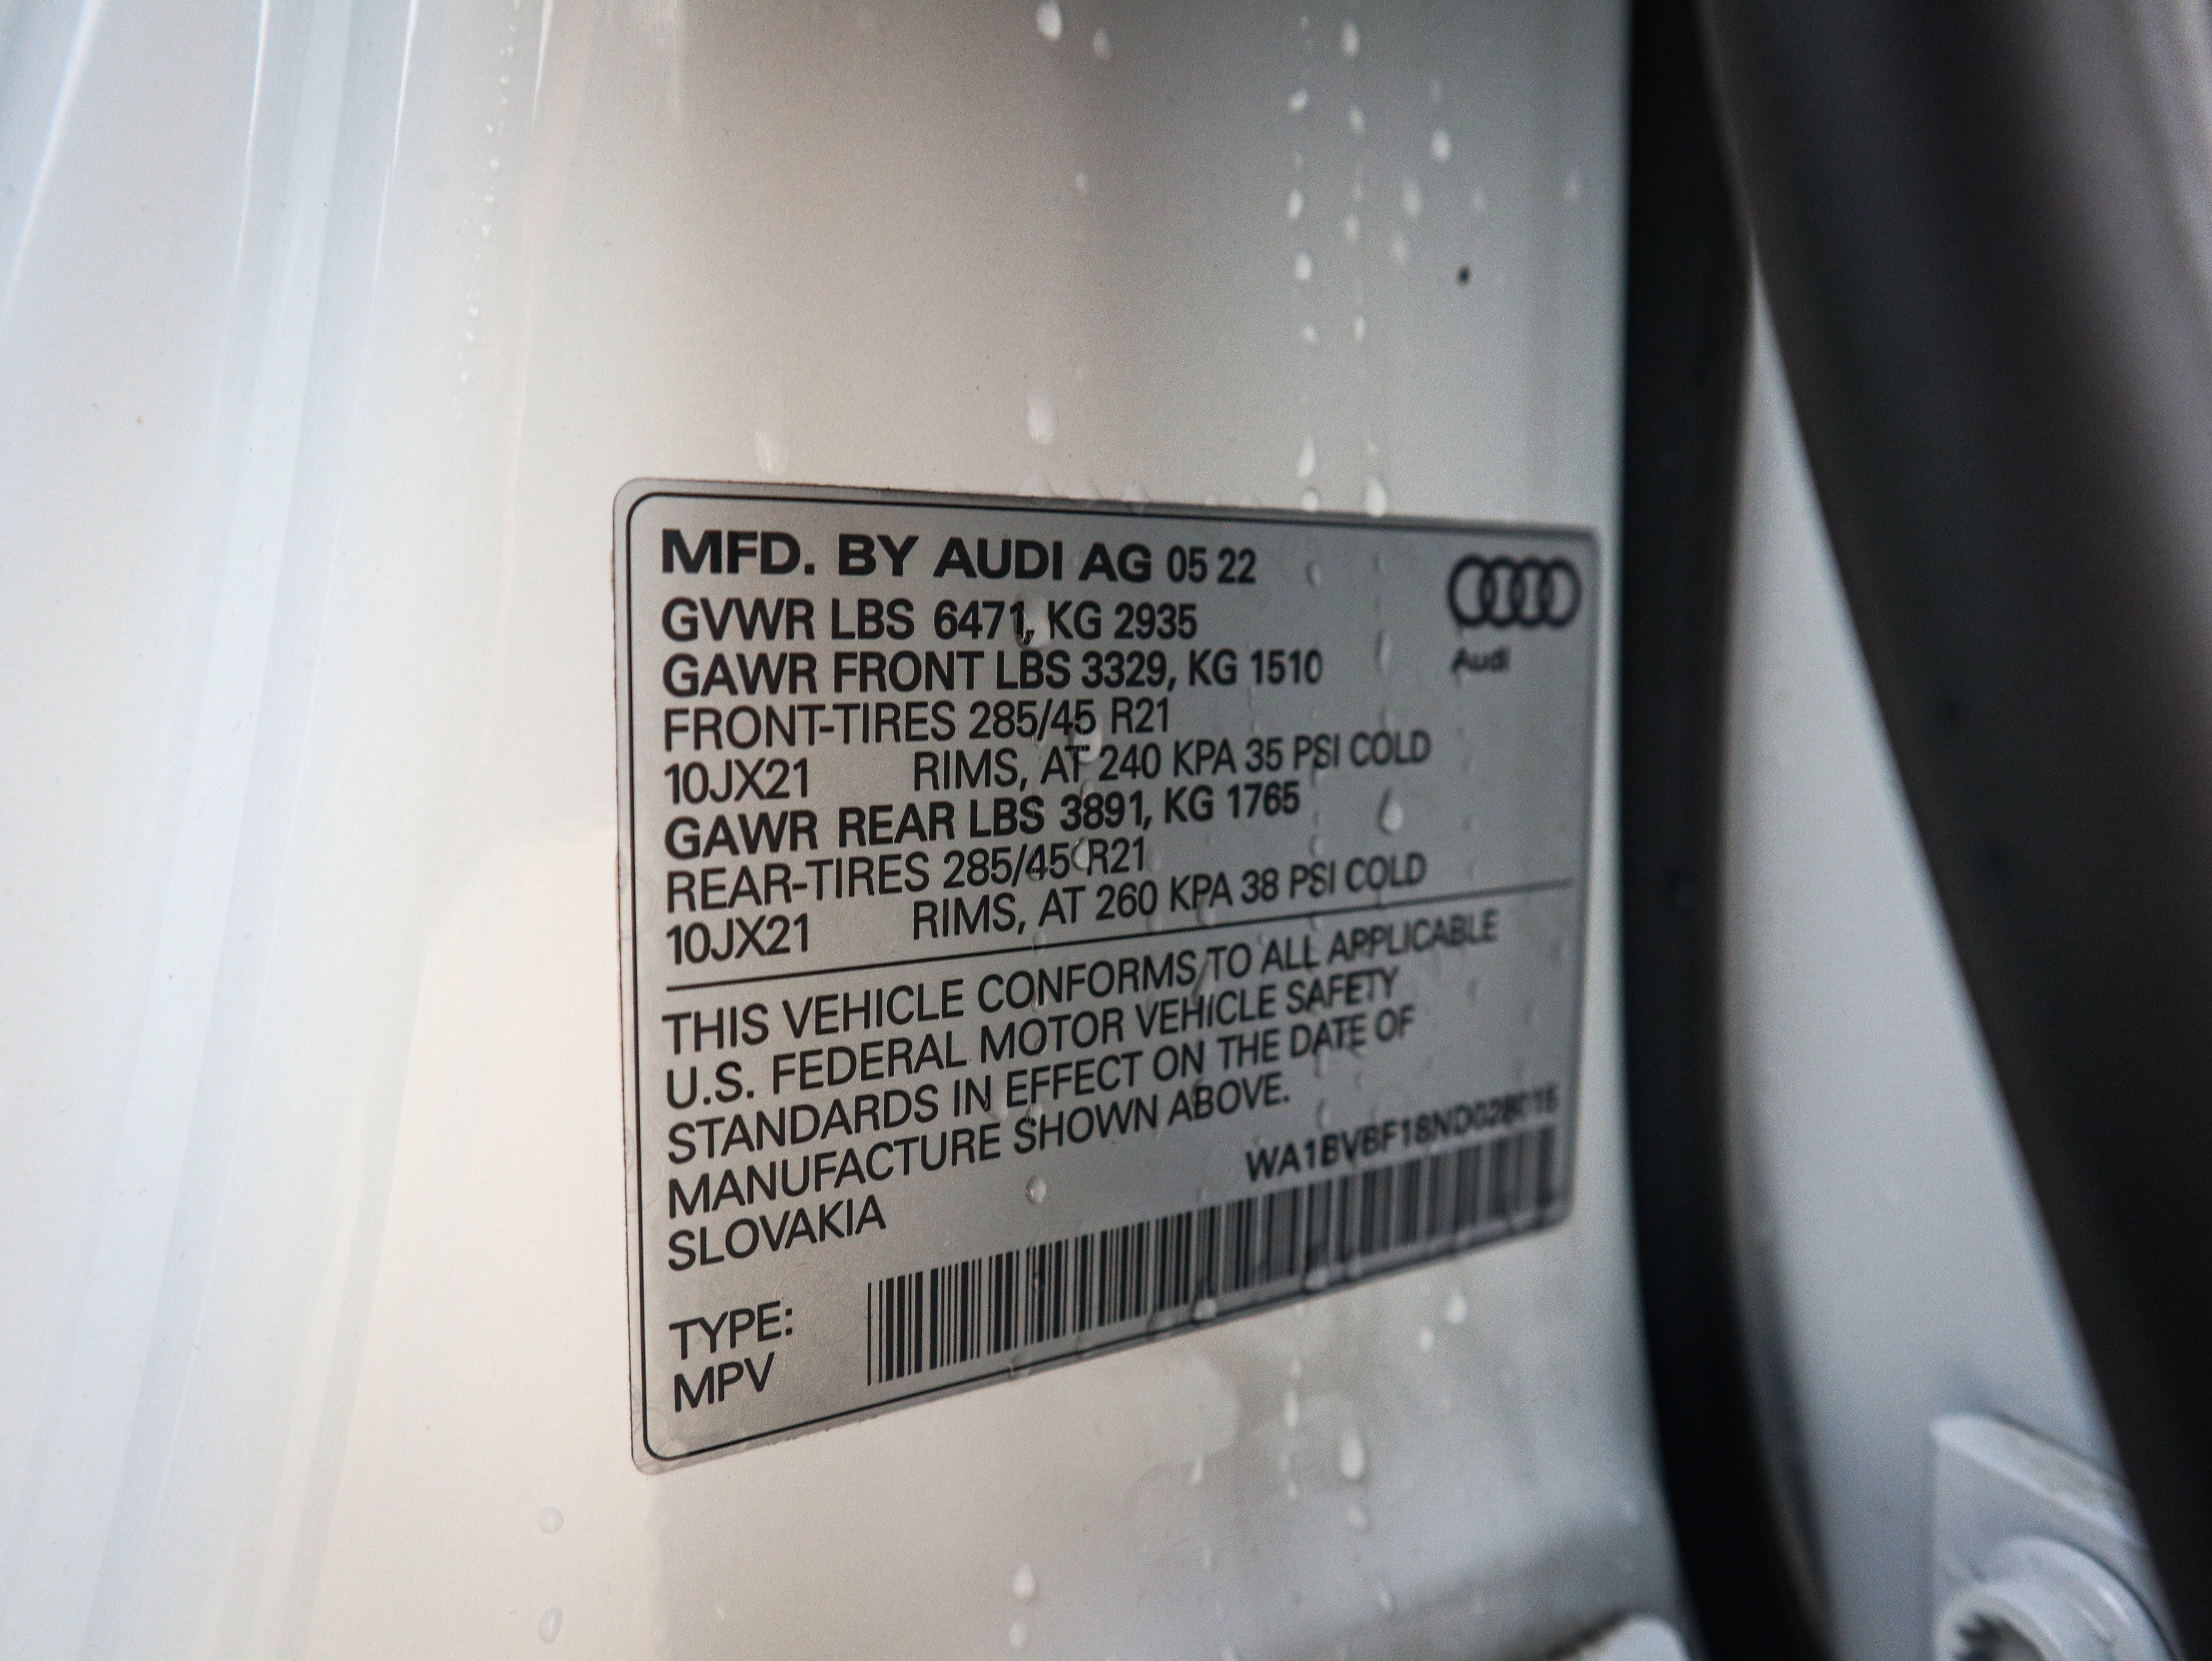 MFD. BY AUDI AG 05 22
GVWR LBS 6471, KG 2935
GAWR FRONT LBS 3329, KG 1510
FRONT-TIRES 285/45 R21
10JX21 RIMS, AT 240 KPA 35 PSI COLD
GAWR REAR LBS 3891, KG 1765
REAR-TIRES 285/45 R21
10JX21 RIMS, AT 260 KPA 38 PSI COLD
Audi
THIS VEHICLE CONFORMS TO ALL APPLICABLE
U.S. FEDERAL MOTOR VEHICLE SAFETY
STANDARDS IN EFFECT ON THE DATE OF
MANUFACTURE SHOWN ABOVE.
SLOVAKIA
TYPE:
MPV